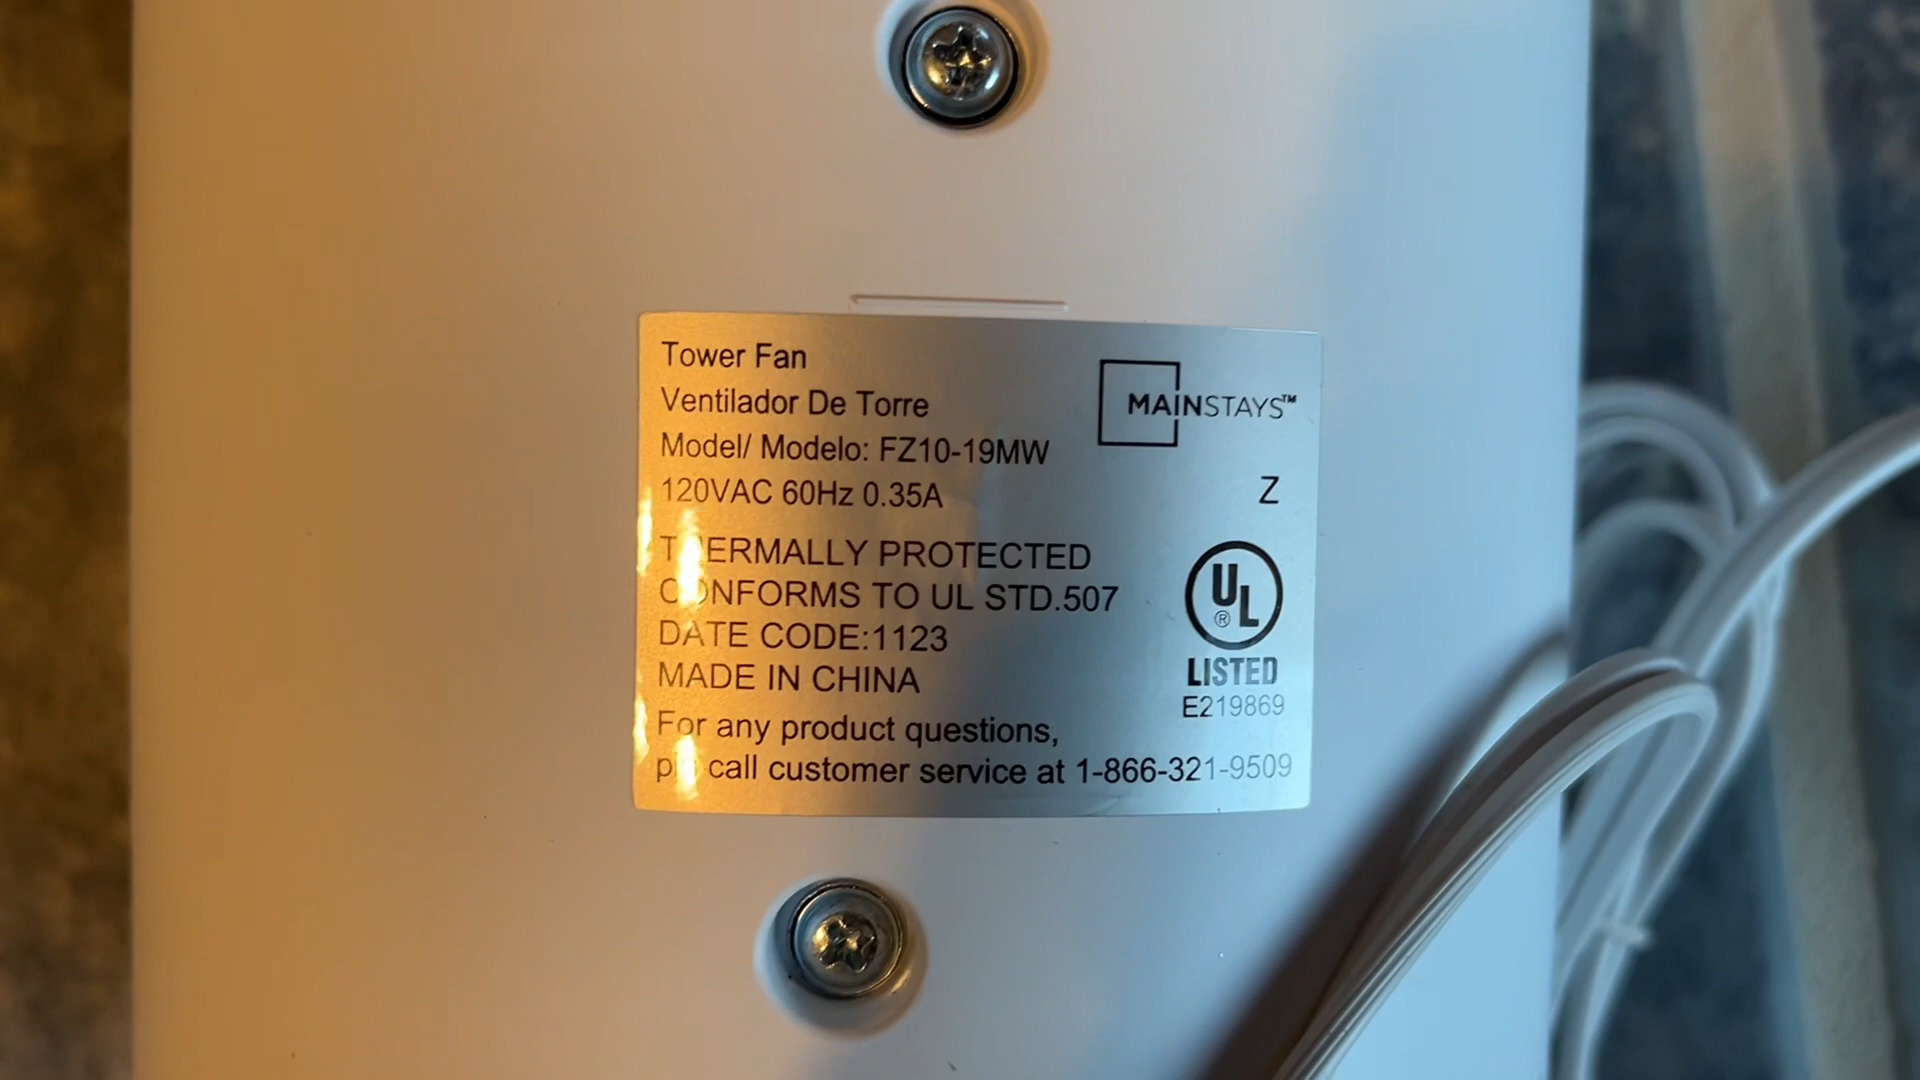 Tower Fan
Ventilador De Torre
Model/ Modelo: FZ10-19MW
120VAC 60Hz 0.35A
MAINSTAYS™
Z
THERMALLY PROTECTED
CONFORMS TO UL STD.507
DATE CODE:1123
MADE IN CHINA
UL
®
LISTED
E219869
For any product questions,
call customer service at 1-866-321-9509